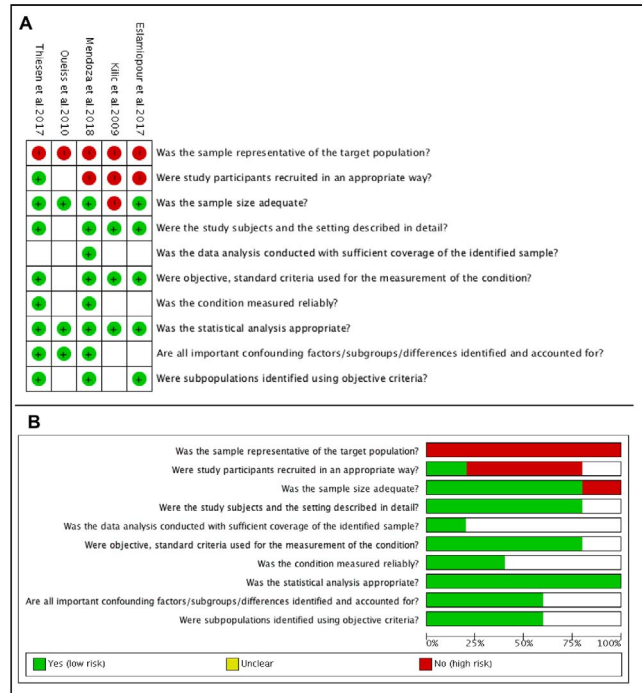 A
Thiesen et al 2017
Oueiss et al 2010
Mendoza et al 2018
Kilic et al 2009
Eslamiopour et al 2017
Was the sample representative of the target population?
Were study participants recruited in an appropriate way?
Was the sample size adequate?
Were the study subjects and the setting described in detail?
Was the data analysis conducted with sufficient coverage of the identified sample?
Were objective, standard criteria used for the measurement of the condition?
Was the condition measured reliably?
Was the statistical analysis appropriate?
Are all important confounding factors/subgroups/differences identified and accounted for?
Were subpopulations identified using objective criteria?
B
Was the sample representative of the target population?
Were study participants recruited in an appropriate way?
Was the sample size adequate?
Were the study subjects and the setting described in detail?
Was the data analysis conducted with sufficient coverage of the identified sample?
Were objective, standard criteria used for the measurement of the condition?
Was the condition measured reliably?
Was the statistical analysis appropriate?
Are all important confounding factors/subgroups/differences identified and accounted for?
Were subpopulations identified using objective criteria?
0% 25% 50% 75% 100%
Yes (low risk) Unclear No (high risk)